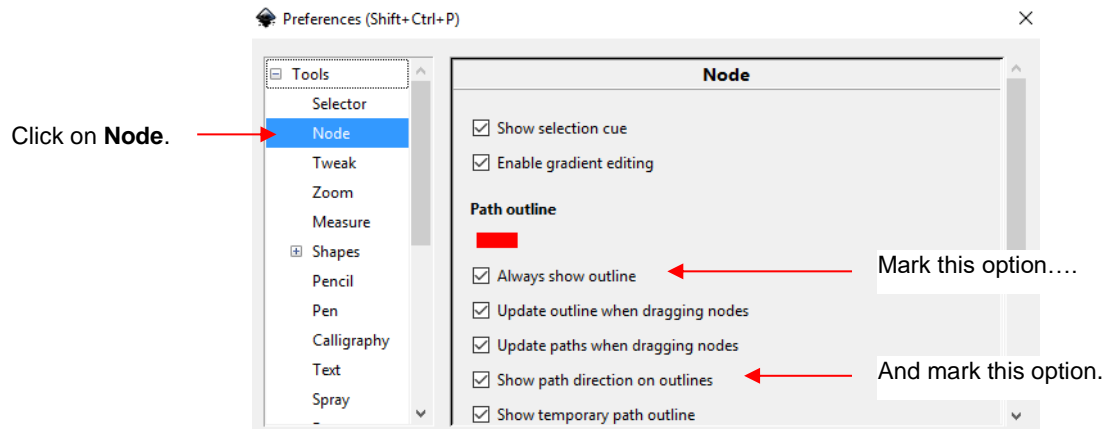 Preferences (Shift+Ctrl+P)
Tools
Selector
Node
Tweak
Zoom
Measure
Shapes
Pencil
Pen
Calligraphy
Text
Spray
Node
Show selection cue
Enable gradient editing
Path outline
Always show outline
Update outline when dragging nodes
Update paths when dragging nodes
Show path direction on outlines
Show temporary path outline
Click on Node.
Mark this option….
And mark this option.